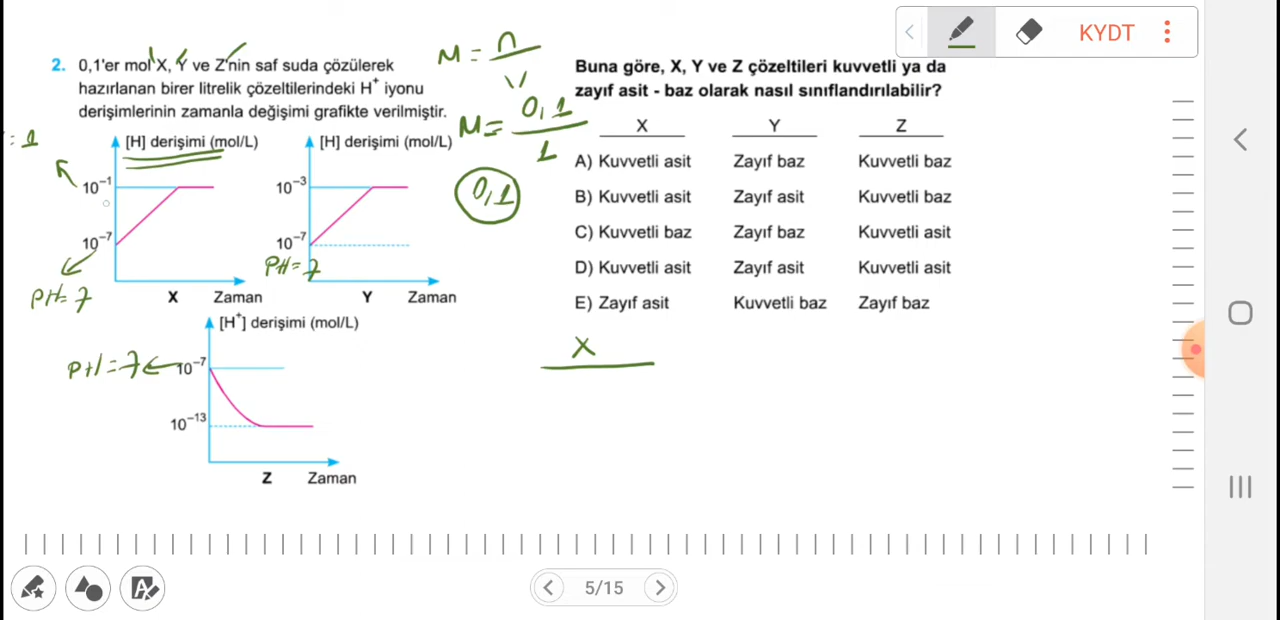 KYDT
2. 0,1'er mol X, Y ve Z'nin saf suda çözülerek
hazırlanan birer litrelik çözeltilerindeki H⁺ iyonu
derişimlerinin zamanla değişimi grafikte verilmiştir.
M = n
V
M = 0,1
1
0,1
= 1
[H] derişimi (mol/L)
10⁻¹
10⁻⁷
PH = 7
X Zaman
[H] derişimi (mol/L)
10⁻³
10⁻⁷
PH = 7
Y Zaman
[H⁺] derişimi (mol/L)
PH = 7
10⁻⁷
10⁻¹³
Z Zaman
Buna göre, X, Y ve Z çözeltileri kuvvetli ya da
zayıf asit - baz olarak nasıl sınıflandırılabilir?
X Y Z
A) Kuvvetli asit Zayıf baz Kuvvetli baz
B) Kuvvetli asit Zayıf asit Kuvvetli baz
C) Kuvvetli baz Zayıf baz Kuvvetli asit
D) Kuvvetli asit Zayıf asit Kuvvetli asit
E) Zayıf asit Kuvvetli baz Zayıf baz
X
5/15